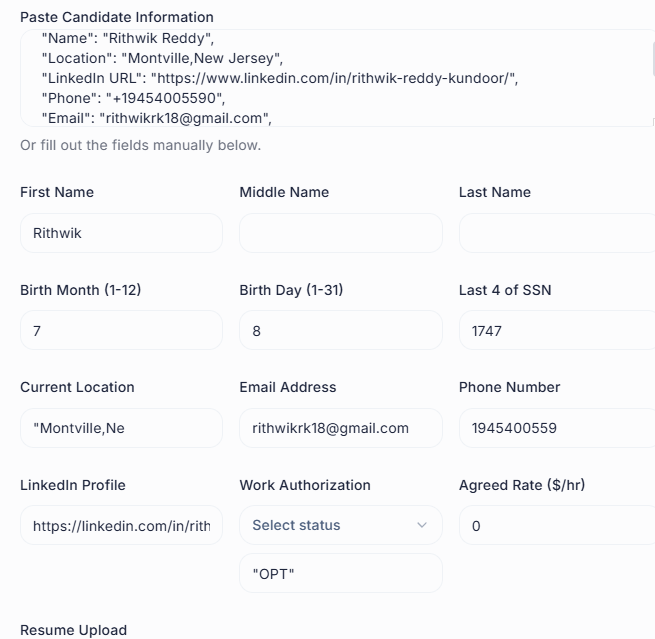 Paste Candidate Information
"Name": "Rithwik Reddy",
"Location": "Montville,New Jersey",
"LinkedIn URL": "https://www.linkedin.com/in/rithwik-reddy-kundoor/",
"Phone": "+19454005590",
"Email": "rithwikrk18@gmail.com",
Or fill out the fields manually below.
First Name Middle Name Last Name
Rithwik
Birth Month (1-12) Birth Day (1-31) Last 4 of SSN
7 8 1747
Current Location Email Address Phone Number
"Montville,Ne rithwikrk18@gmail.com 1945400559
LinkedIn Profile Work Authorization Agreed Rate ($/hr)
https://linkedin.com/in/rith Select status 0
"OPT"
Resume Upload